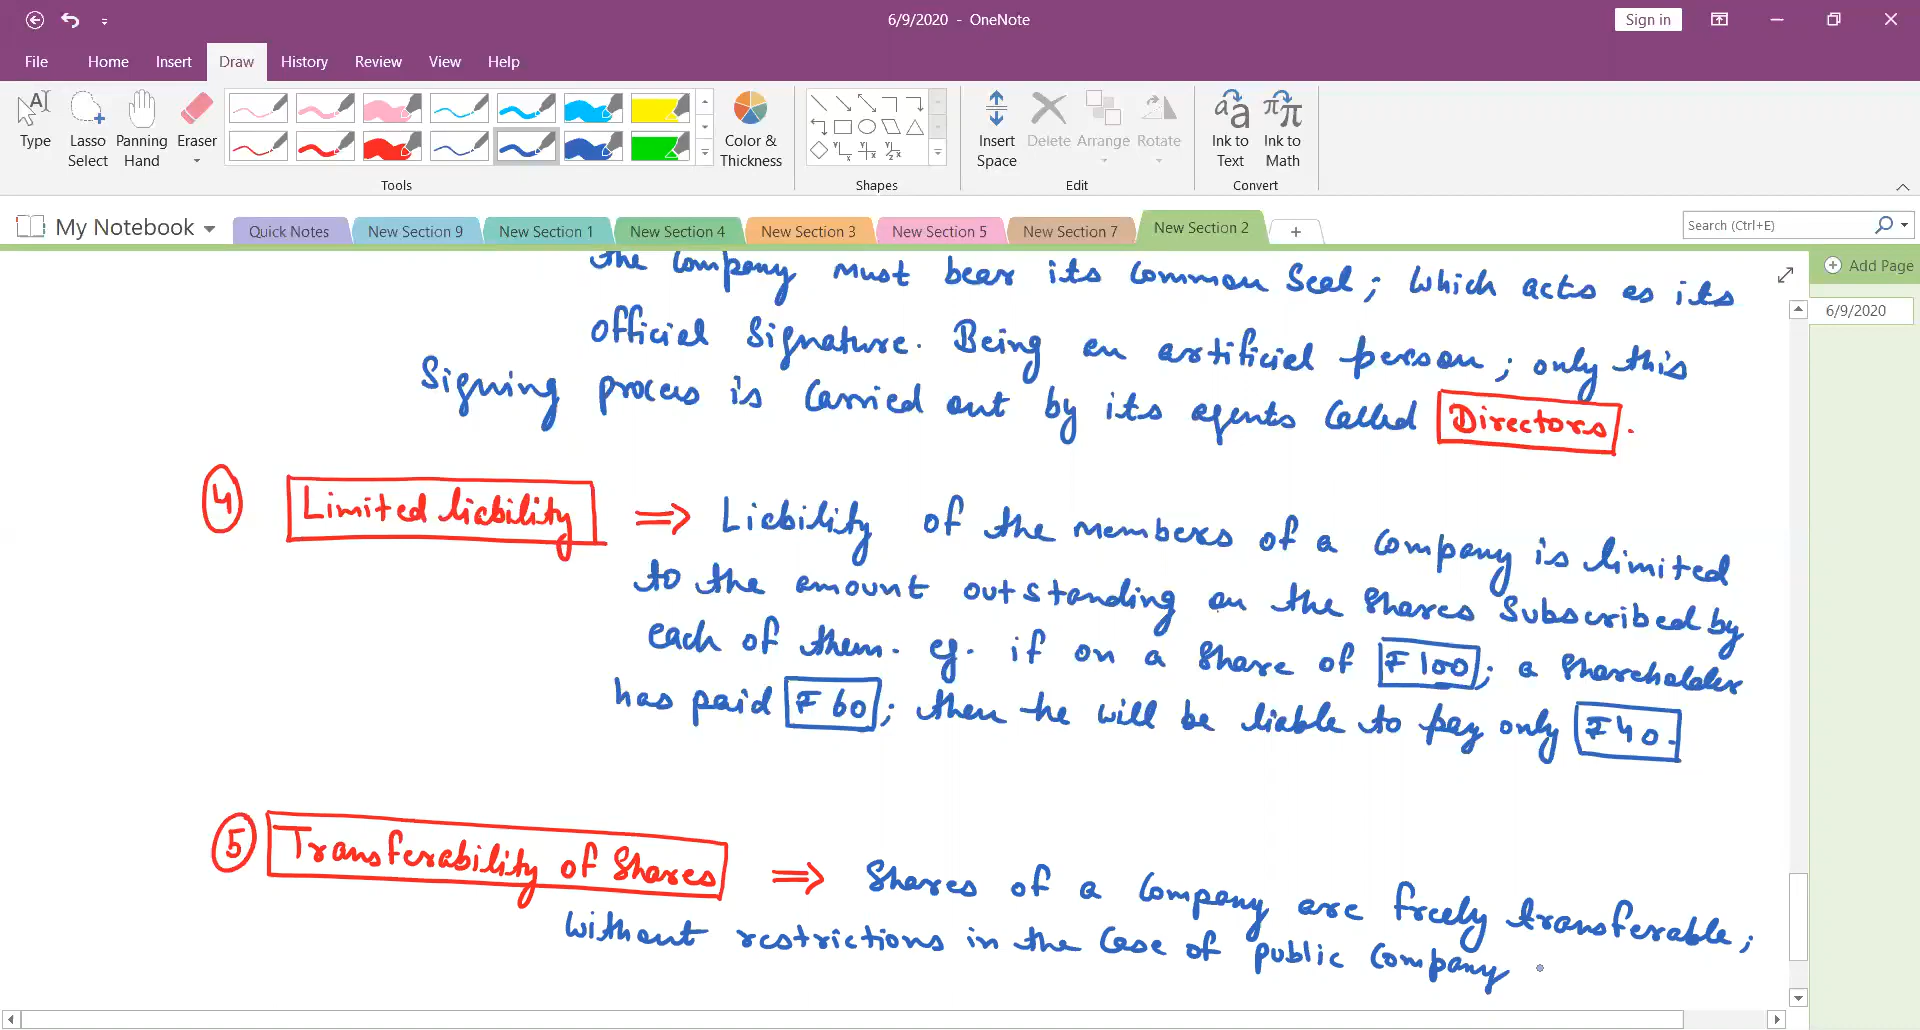 6/9/2020 - OneNote
Sign in
File Home Insert Draw History Review View Help
Type
Lasso Select
Panning Hand
Eraser
Color & Thickness
Insert Space
Delete
Arrange
Rotate
Ink to Text
Ink to Math
Tools
Shapes
Edit
Convert
My Notebook
Quick Notes
New Section 9
New Section 1
New Section 4
New Section 3
New Section 5
New Section 7
New Section 2
+
Search (Ctrl+E)
Add Page
6/9/2020
the Company must bear its Common Seal; which acts as its
official Signature. Being an artificial person; only this
Signing process is Carried out by its agents Called Directors.
4 Limited liability ⇒ Liability of the members of a Company is limited
to the amount outstanding on the Shares Subscribed by
each of them. eg. if on a Share of ₹ 100; a Shareholder
has paid ₹ 60; then he will be liable to pay only ₹ 40.
5 Transferability of Shares ⇒ Shares of a Company are freely transferable;
without restrictions in the Case of public Company